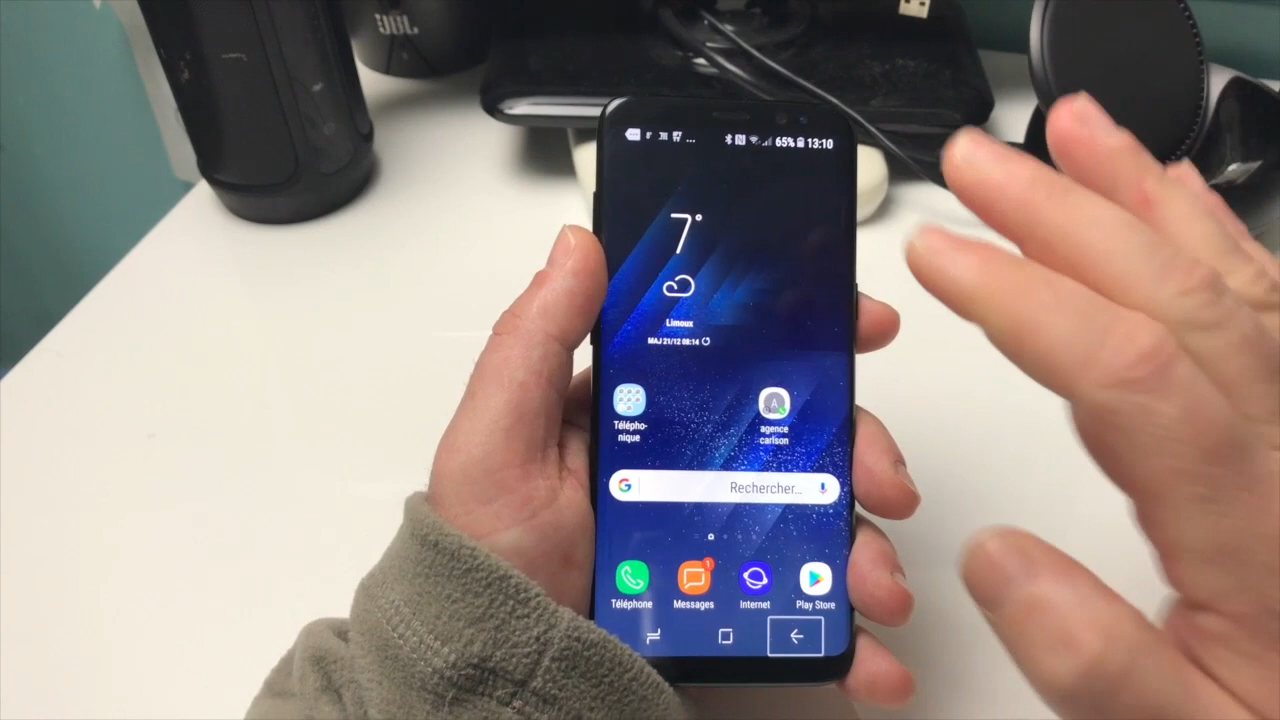 JBL
65% 13:10
7°
Limoux
MAJ 21/12 08:14
Télépho-
nique
A
agence
carlson
G
Rechercher...
1
Téléphone
Messages
Internet
Play Store